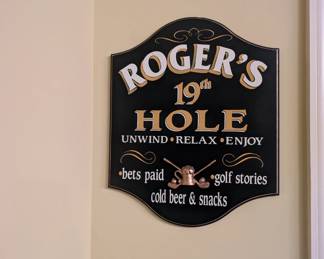 ROGER'S
19th
HOLE
UNWIND • RELAX • ENJOY
•bets paid •golf stories
cold beer & snacks